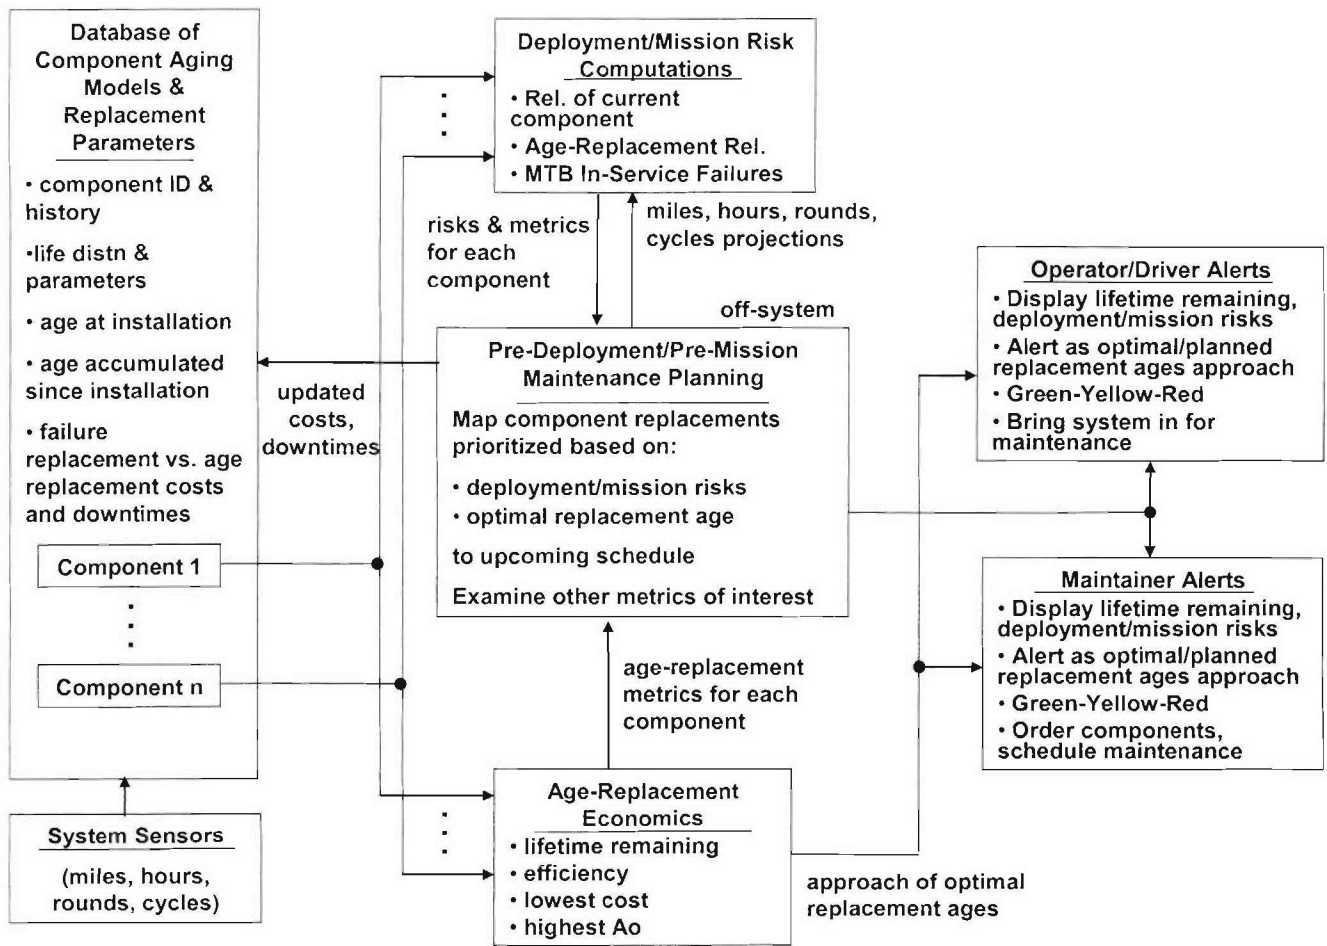 Database of
Component Aging
Models &
Replacement
Parameters
• component ID &
history
•life distn &
parameters
• age at installation
• age accumulated
since installation
• failure
replacement vs. age
replacement costs
and downtimes
Component 1
Component n
System Sensors
(miles, hours,
rounds, cycles)
Deployment/Mission Risk
Computations
• Rel. of current
component
• Age-Replacement Rel.
• MTB In-Service Failures
risks & metrics
for each
component
miles, hours, rounds,
cycles projections
off-system
updated
costs,
downtimes
Pre-Deployment/Pre-Mission
Maintenance Planning
Map component replacements
prioritized based on:
• deployment/mission risks
• optimal replacement age
to upcoming schedule
Examine other metrics of interest
age-replacement
metrics for each
component
Age-Replacement
Economics
• lifetime remaining
• efficiency
• lowest cost
• highest Ao
approach of optimal
replacement ages
Operator/Driver Alerts
• Display lifetime remaining,
deployment/mission risks
• Alert as optimal/planned
replacement ages approach
• Green-Yellow-Red
• Bring system in for
maintenance
Maintainer Alerts
• Display lifetime remaining,
deployment/mission risks
• Alert as optimal/planned
replacement ages approach
• Green-Yellow-Red
• Order components,
schedule maintenance